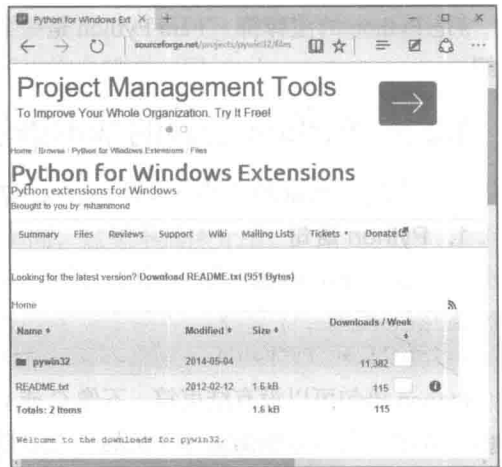 Python for Windows Ext
sourceforge.net/projects/pywin32/files
Project Management Tools
To Improve Your Whole Organization. Try It Free!
Home / Browse / Python for Windows Extensions / Files
Python for Windows Extensions
Python extensions for Windows
Brought to you by: mhammond
Summary Files Reviews Support Wiki Mailing Lists Tickets Donate
Looking for the latest version? Download README.txt (951 Bytes)
Home
Name Modified Size Downloads / Week
pywin32 2014-05-04 11,382
README.txt 2012-02-12 1.6 kB 115
Totals: 2 Items 1.6 kB 115
Welcome to the downloads for pywin32.